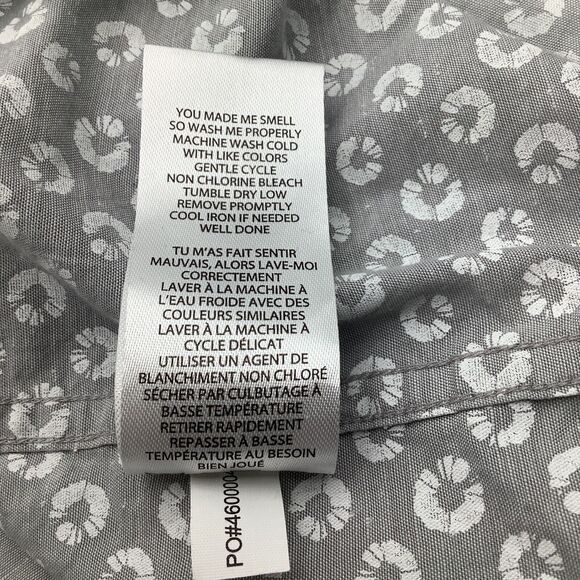 YOU MADE ME SMELL
SO WASH ME PROPERLY
MACHINE WASH COLD
WITH LIKE COLORS
GENTLE CYCLE
NON CHLORINE BLEACH
TUMBLE DRY LOW
REMOVE PROMPTLY
COOL IRON IF NEEDED
WELL DONE
TU M'AS FAIT SENTIR
MAUVAIS, ALORS LAVE-MOI
CORRECTEMENT
LAVER À LA MACHINE À
L'EAU FROIDE AVEC DES
COULEURS SIMILAIRES
LAVER À LA MACHINE À
CYCLE DÉLICAT
UTILISER UN AGENT DE
BLANCHIMENT NON CHLORÉ
SÉCHER PAR CULBUTAGE À
BASSE TEMPÉRATURE
RETIRER RAPIDEMENT
REPASSER À BASSE
TEMPÉRATURE AU BESOIN
BIEN JOUÉ